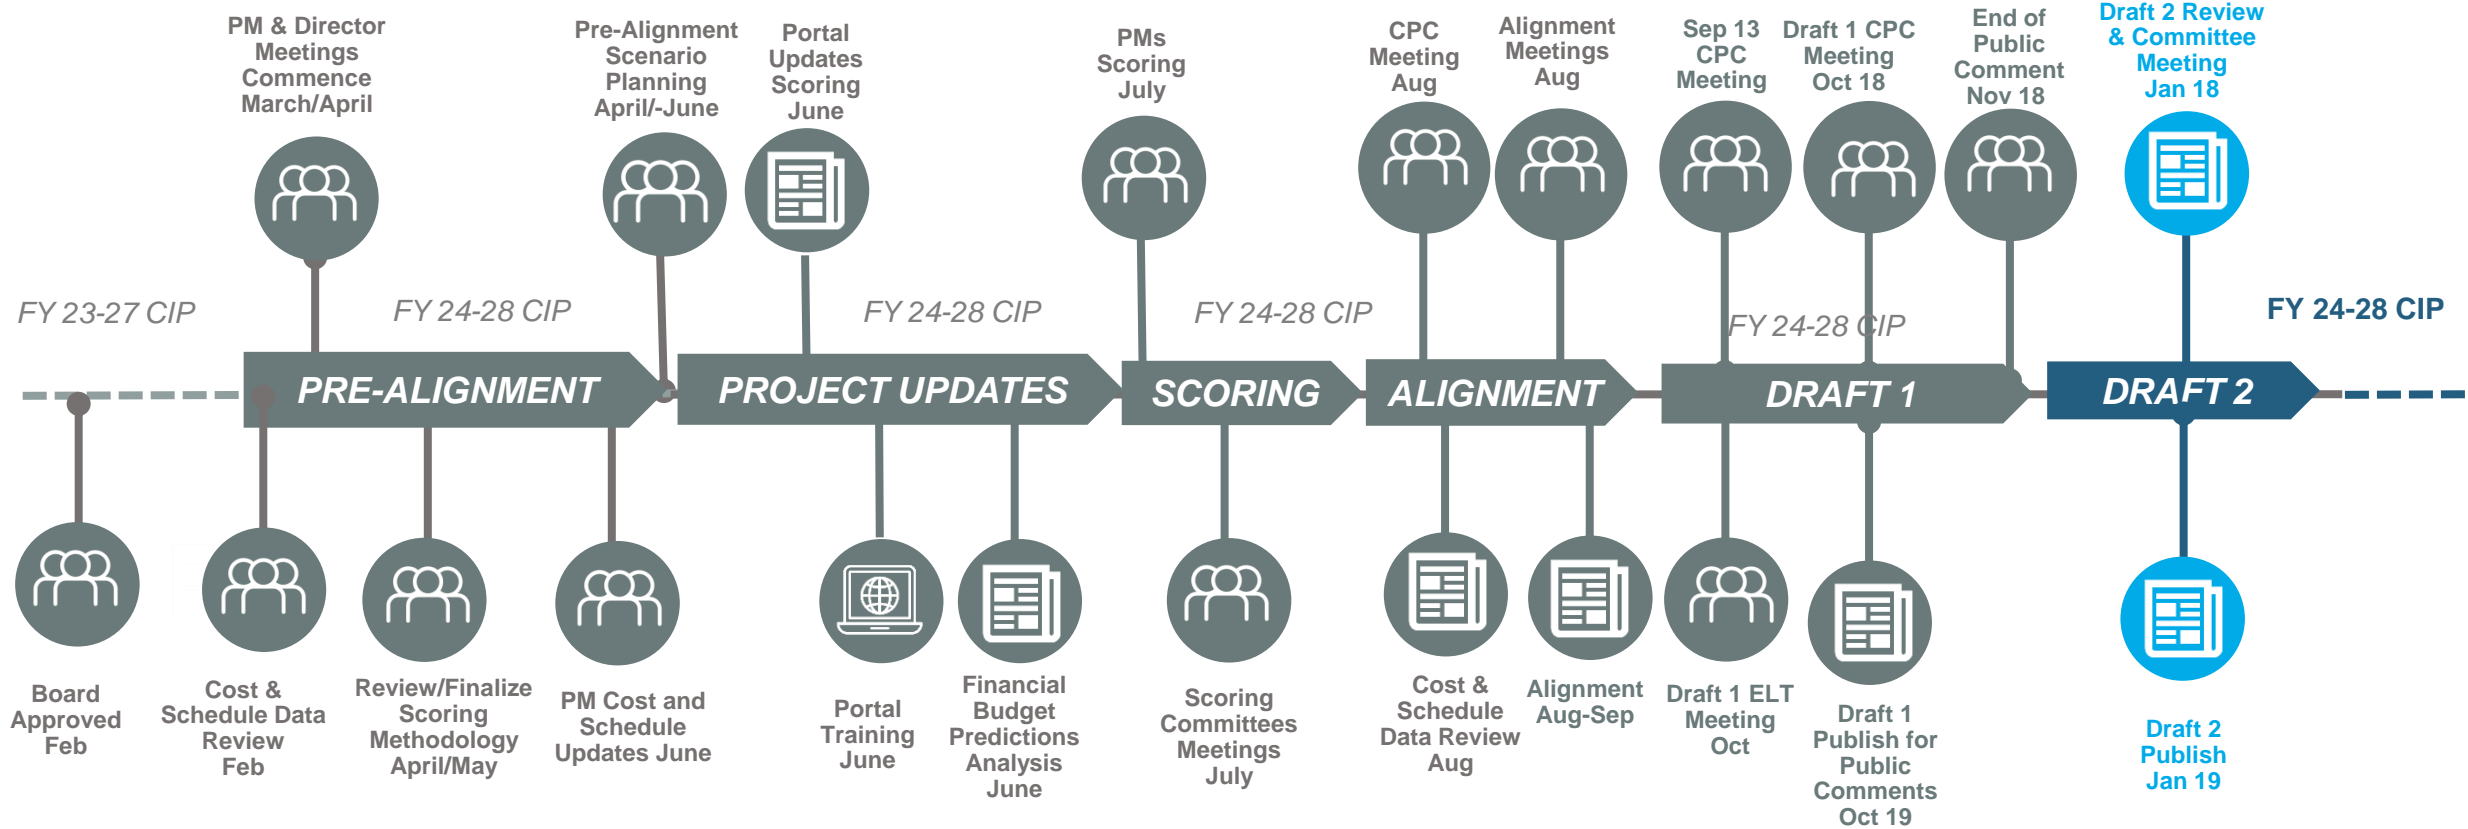 PM & Director
Meetings
Commence
March/April
Pre-Alignment
Scenario
Planning
April/-June
Portal
Updates
Scoring
June
PMs
Scoring
July
CPC
Meeting
Aug
Alignment
Meetings
Aug
Sep 13
CPC
Meeting
Draft 1 CPC
Meeting
Oct 18
End of
Public
Comment
Nov 18
Draft 2 Review
& Committee
Meeting
Jan 18
FY 23-27 CIP
FY 24-28 CIP
FY 24-28 CIP
FY 24-28 CIP
FY 24-28 CIP
FY 24-28 CIP
PRE-ALIGNMENT
PROJECT UPDATES
SCORING
ALIGNMENT
DRAFT 1
DRAFT 2
Board
Approved
Feb
Cost &
Schedule Data
Review
Feb
Review/Finalize
Scoring
Methodology
April/May
PM Cost and
Schedule
Updates June
Portal
Training
June
Financial
Budget
Predictions
Analysis
June
Scoring
Committees
Meetings
July
Cost &
Schedule
Data Review
Aug
Alignment
Aug-Sep
Draft 1 ELT
Meeting
Oct
Draft 1
Publish for
Public
Comments
Oct 19
Draft 2
Publish
Jan 19